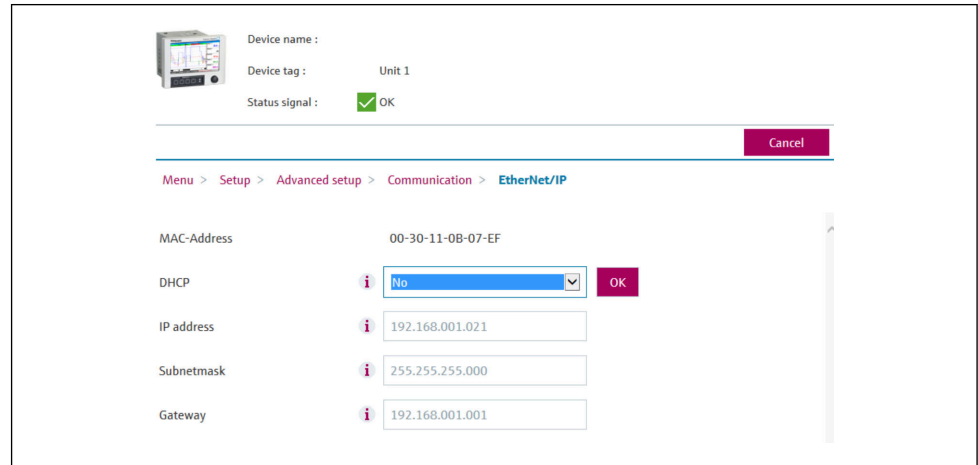 Device name :
Device tag : Unit 1
Status signal : OK
Cancel
Menu > Setup > Advanced setup > Communication > EtherNet/IP
MAC-Address 00-30-11-0B-07-EF
DHCP i No OK
IP address i 192.168.001.021
Subnetmask i 255.255.255.000
Gateway i 192.168.001.001